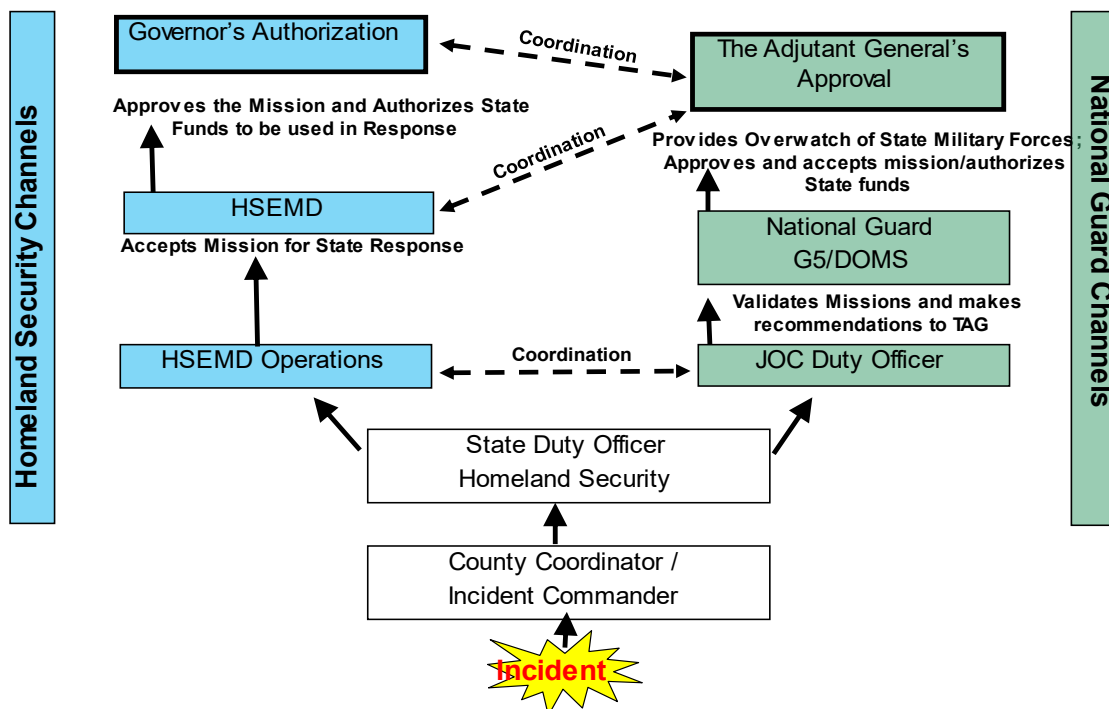 Governor's Authorization
Coordination
The Adjutant General's
Approval
Homeland Security Channels
National Guard Channels
Approves the Mission and Authorizes State
Funds to be used in Response
Coordination
Provides Overwatch of State Military Forces;
Approves and accepts mission/authorizes
State funds
HSEMD
Accepts Mission for State Response
National Guard
G5/DOMS
Validates Missions and makes
recommendations to TAG
HSEMD Operations
Coordination
JOC Duty Officer
State Duty Officer
Homeland Security
County Coordinator /
Incident Commander
Incident